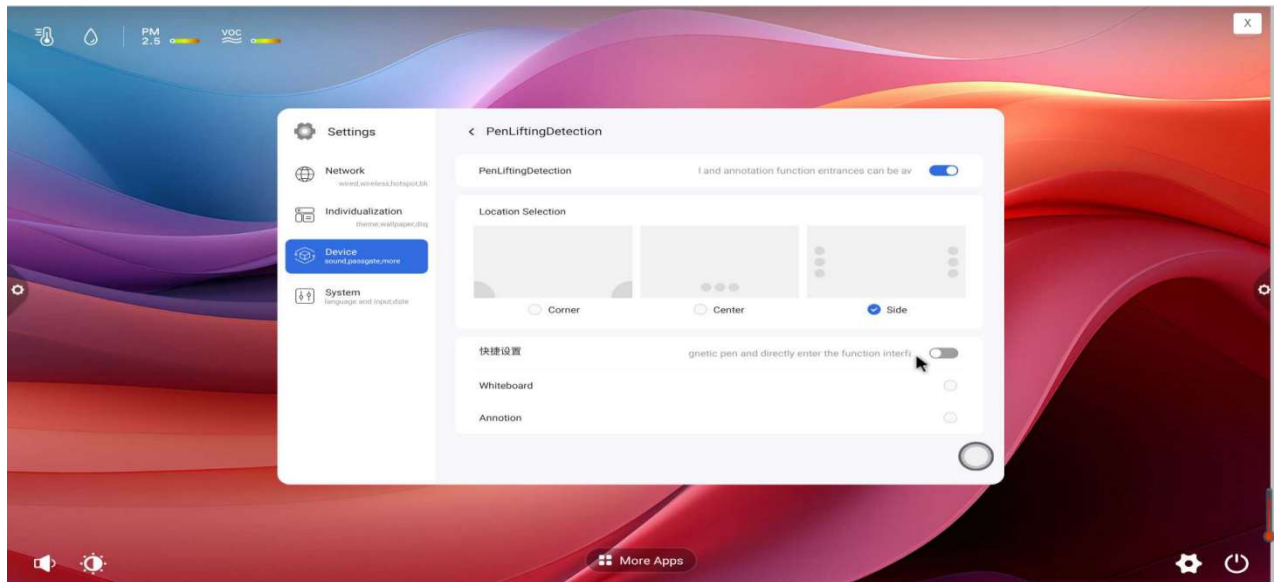 PM
2.5
VOC
X
Settings
PenLiftingDetection
Network
wired,wireless,hotspot,bk
PenLiftingDetection
l and annotation function entrances can be av
Individualization
theme,wallpaper,disp
Location Selection
Device
sound,passgate,more
System
language and input,date
Corner
Center
Side
快捷设置
gnetic pen and directly enter the function interfa
Whiteboard
Annotion
More Apps